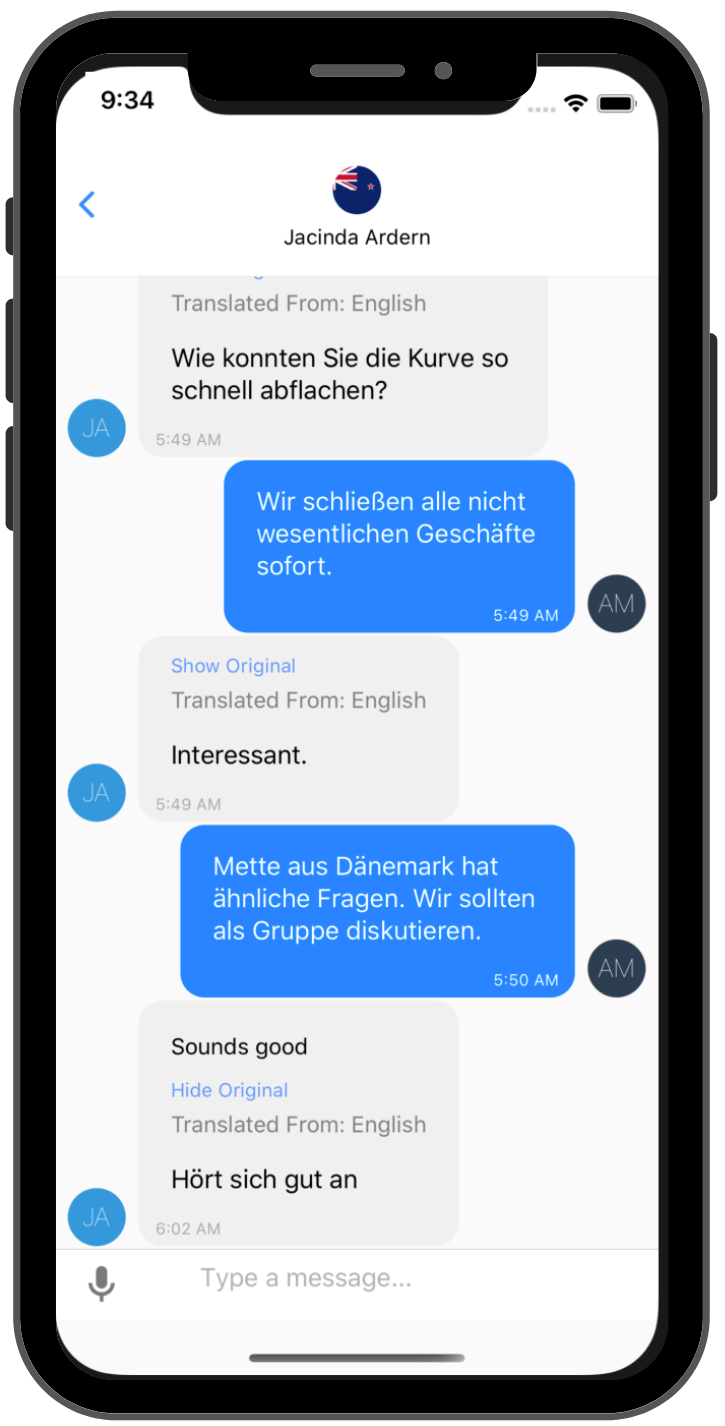 9:34
Jacinda Ardern
Translated From: English
Wie konnten Sie die Kurve so
schnell abflachen?
JA
5:49 AM
Wir schließen alle nicht
wesentlichen Geschäfte
sofort.
5:49 AM
AM
Show Original
Translated From: English
Interessant.
JA
5:49 AM
Mette aus Dänemark hat
ähnliche Fragen. Wir sollten
als Gruppe diskutieren.
5:50 AM
AM
Sounds good
Hide Original
Translated From: English
Hört sich gut an
JA
6:02 AM
Type a message...